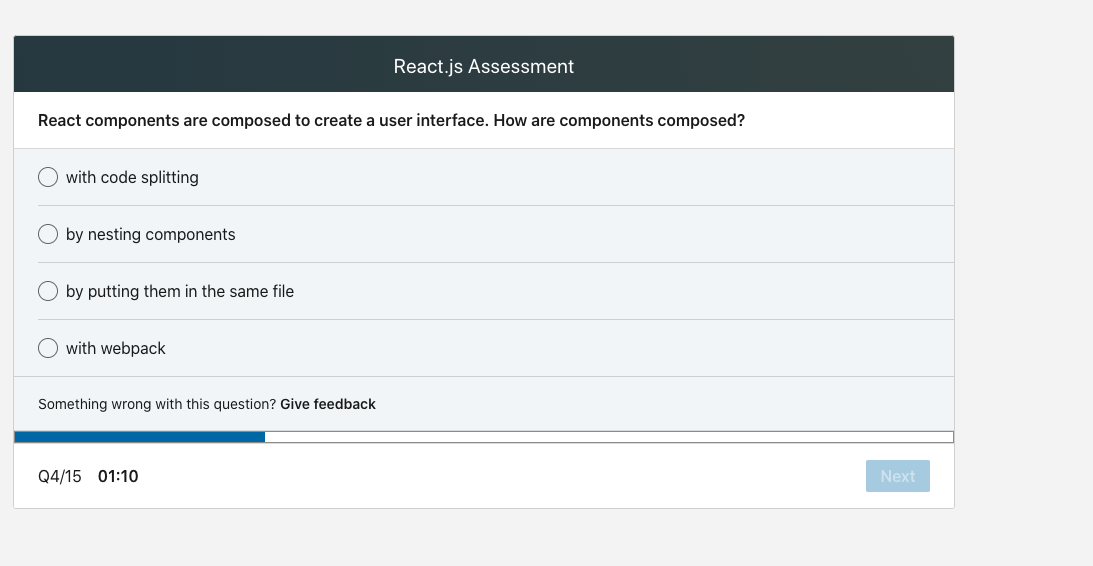 React.js Assessment
React components are composed to create a user interface. How are components composed?
with code splitting
by nesting components
by putting them in the same file
with webpack
Something wrong with this question? Give feedback
Q4/15 01:10 Next